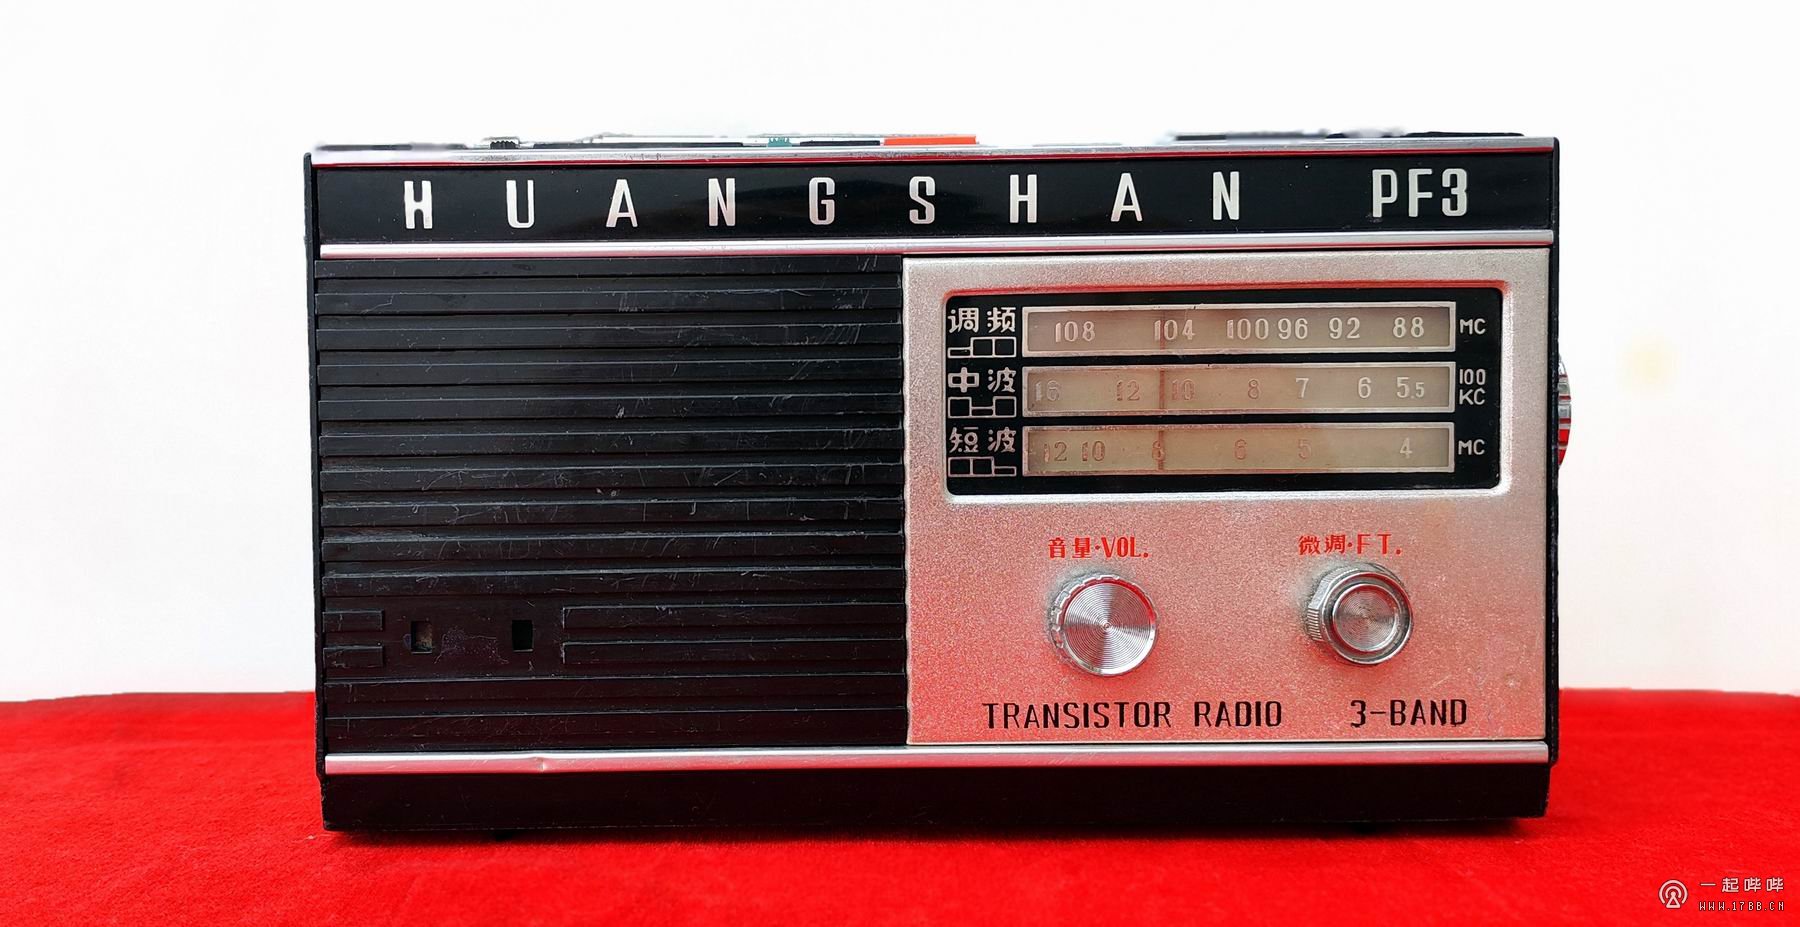 HUANGSHAN PF3
调频 108 104 100 96 92 88 MC
中波 16 12 10 8 7 6 5.5 100 KC
短波 12 10 8 6 5 4 MC
音量·VOL. 微调·FT.
TRANSISTOR RADIO 3-BAND
一起哔哔
WWW.17BB.CN